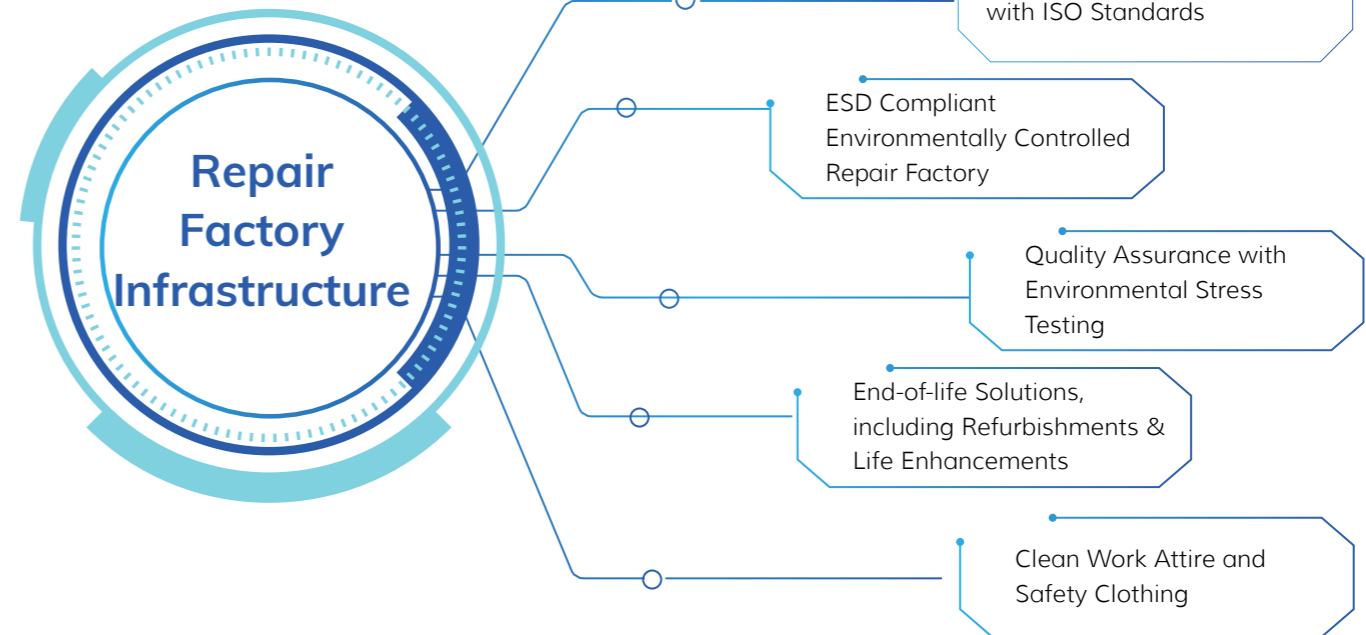 with ISO Standards
ESD Compliant
Environmentally Controlled
Repair Factory
Repair
Factory
Infrastructure
Quality Assurance with
Environmental Stress
Testing
End-of-life Solutions,
including Refurbishments &
Life Enhancements
Clean Work Attire and
Safety Clothing